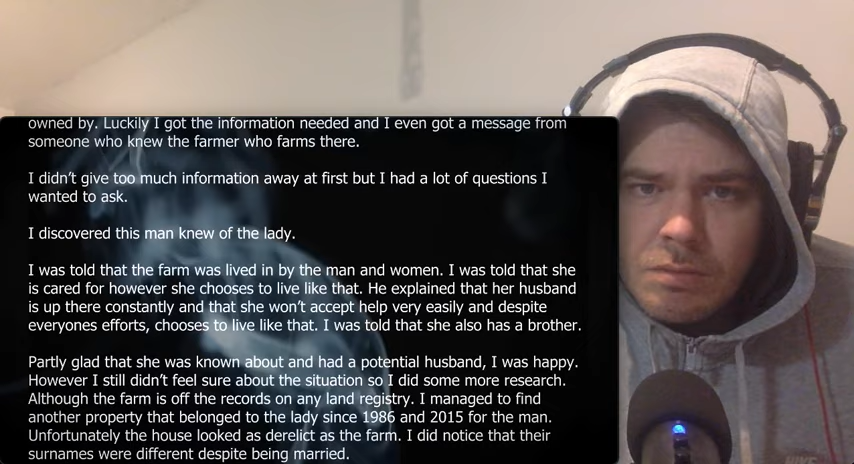 owned by. Luckily I got the information needed and I even got a message from
someone who knew the farmer who farms there.
I didn’t give too much information away at first but I had a lot of questions I
wanted to ask.
I discovered this man knew of the lady.
I was told that the farm was lived in by the man and women. I was told that she
is cared for however she chooses to live like that. He explained that her husband
is up there constantly and that she won’t accept help very easily and despite
everyones efforts, chooses to live like that. I was told that she also has a brother.
Partly glad that she was known about and had a potential husband, I was happy.
However I still didn’t feel sure about the situation so I did some more research.
Although the farm is off the records on any land registry. I managed to find
another property that belonged to the lady since 1986 and 2015 for the man.
Unfortunately the house looked as derelict as the farm. I did notice that their
surnames were different despite being married.
NIKE